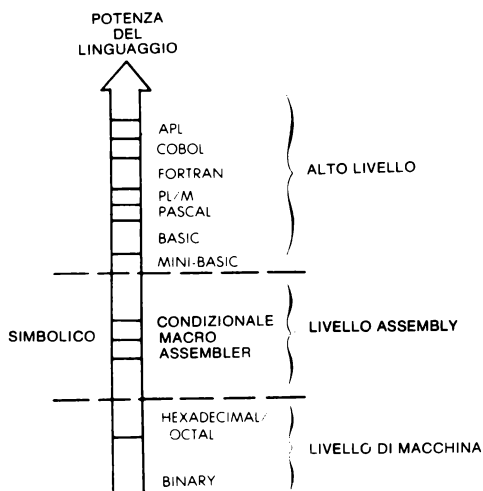 POTENZA
DEL
LINGUAGGIO
APL
COBOL
FORTRAN
PL/M
PASCAL
BASIC
MINI-BASIC
ALTO LIVELLO
SIMBOLICO
CONDIZIONALE
MACRO
ASSEMBLER
LIVELLO ASSEMBLY
HEXADECIMAL/
OCTAL
BINARY
LIVELLO DI MACCHINA